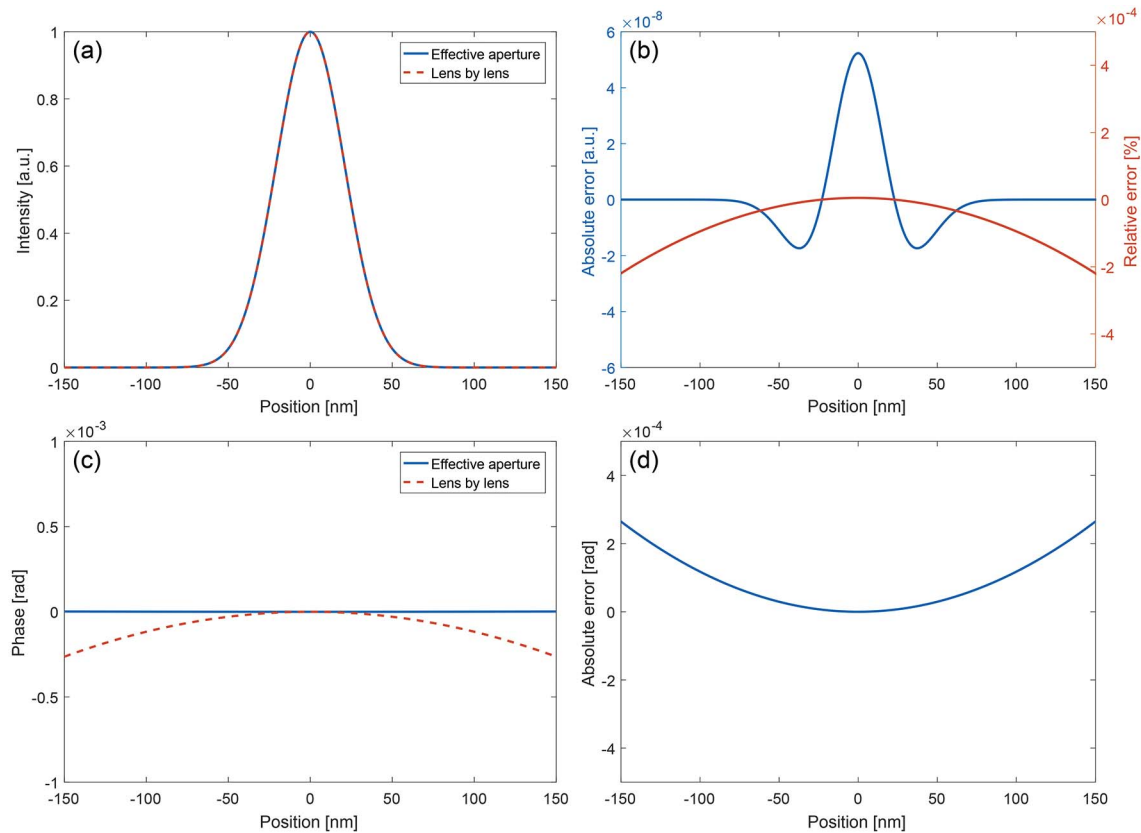 (a)
Effective aperture
Lens by lens
1
0.8
0.6
0.4
0.2
0
Intensity [a.u.]
-150 -100 -50 0 50 100 150
Position [nm]
(b)
×10⁻⁸
×10⁻⁴
6
4
2
0
-2
-4
-6
Absolute error [a.u.]
4
2
0
-2
-4
Relative error [%]
-150 -100 -50 0 50 100 150
Position [nm]
(c)
×10⁻³
Effective aperture
Lens by lens
1
0.5
0
-0.5
-1
Phase [rad]
-150 -100 -50 0 50 100 150
Position [nm]
(d)
×10⁻⁴
4
2
0
-2
-4
Absolute error [rad]
-150 -100 -50 0 50 100 150
Position [nm]